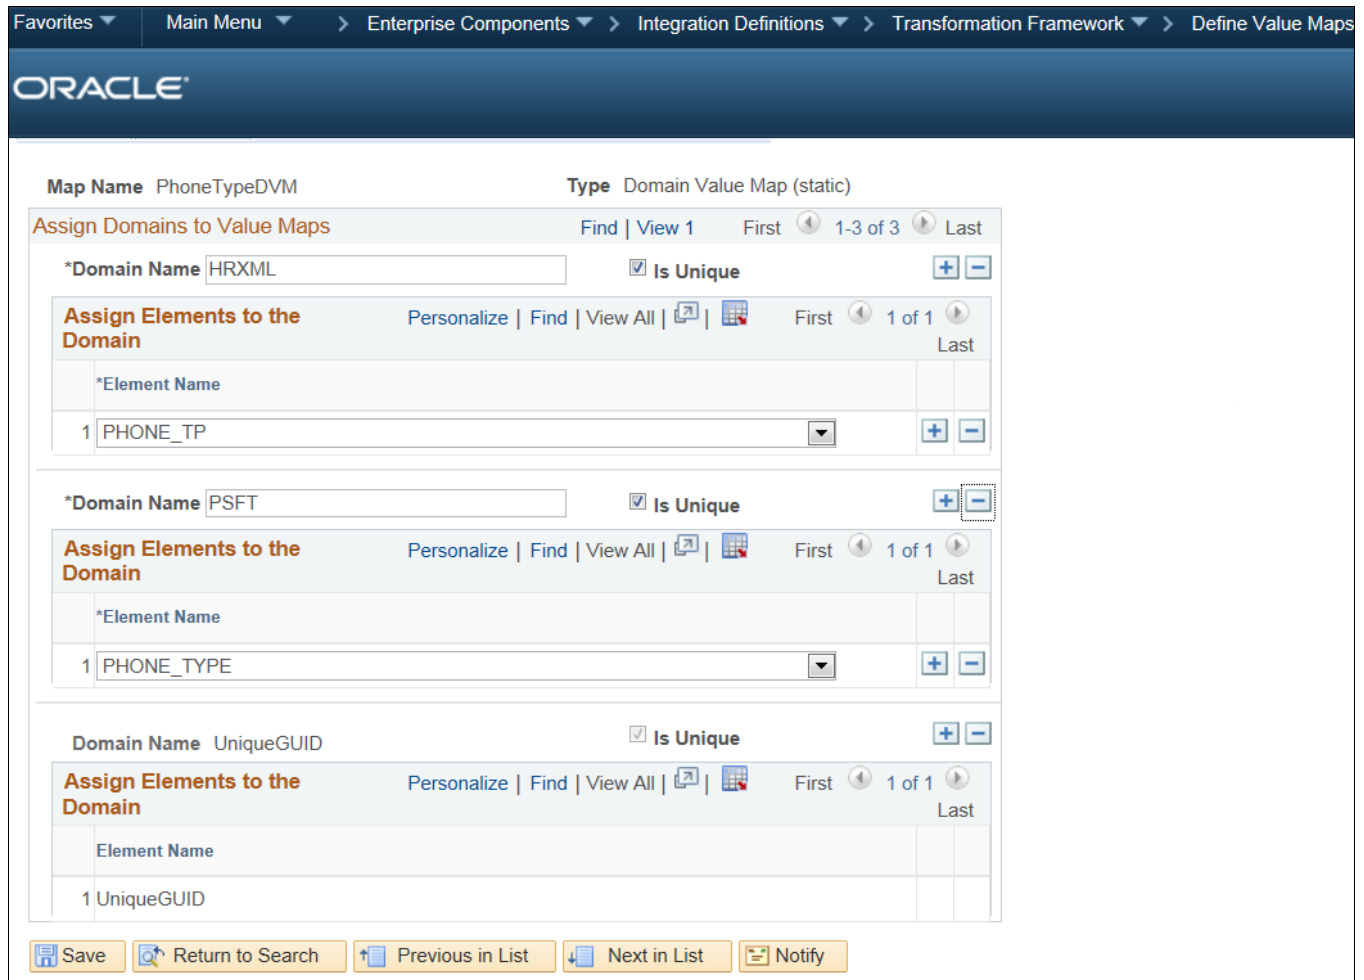 Favorites Main Menu > Enterprise Components > Integration Definitions > Transformation Framework > Define Value Maps
ORACLE
Map Name PhoneTypeDVM Type Domain Value Map (static)
Assign Domains to Value Maps Find | View 1 First 1-3 of 3 Last
*Domain Name HRXML Is Unique
Assign Elements to the Domain Personalize | Find | View All | | First 1 of 1 Last
*Element Name
1 PHONE_TP
*Domain Name PSFT Is Unique
Assign Elements to the Domain Personalize | Find | View All | | First 1 of 1 Last
*Element Name
1 PHONE_TYPE
Domain Name UniqueGUID Is Unique
Assign Elements to the Domain Personalize | Find | View All | | First 1 of 1 Last
Element Name
1 UniqueGUID
Save Return to Search Previous in List Next in List Notify